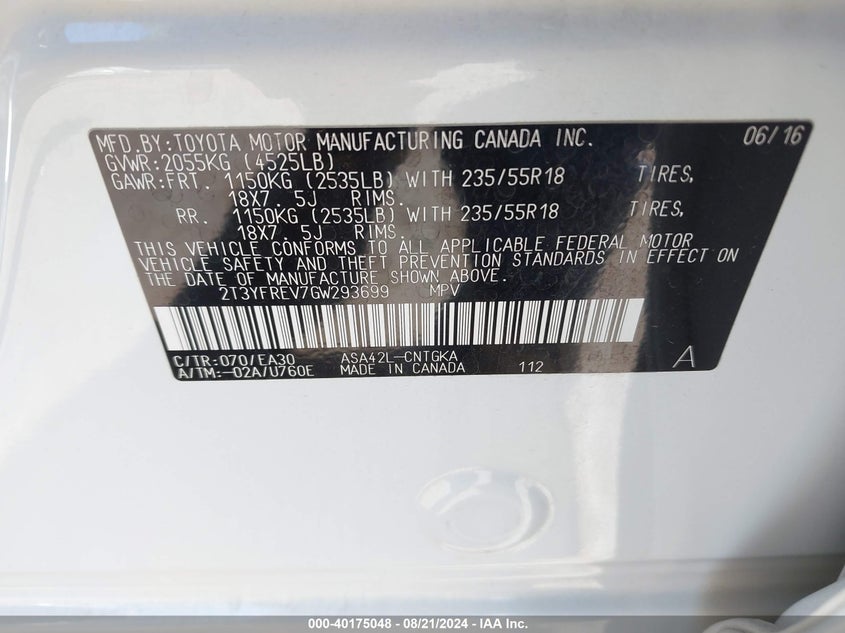 MFD.BY:TOYOTA MOTOR MANUFACTURING CANADA INC. 06/16
GVWR:2055KG (4525LB)
GAWR:FRT. 1150KG (2535LB) WITH 235/55R18 TIRES,
18X7.5J RIMS.
RR. 1150KG (2535LB) WITH 235/55R18 TIRES,
18X7.5J RIMS.
THIS VEHICLE CONFORMS TO ALL APPLICABLE FEDERAL MOTOR
VEHICLE SAFETY AND THEFT PREVENTION STANDARDS IN EFFECT ON
THE DATE OF MANUFACTURE SHOWN ABOVE.
2T3YFREV7GW293699 MPV
C/TR:070/EA30 ASA42L-CNTGKA
A/TM:-02A/U760E MADE IN CANADA 112 A
000-40175048 - 08/21/2024 - IAA Inc.